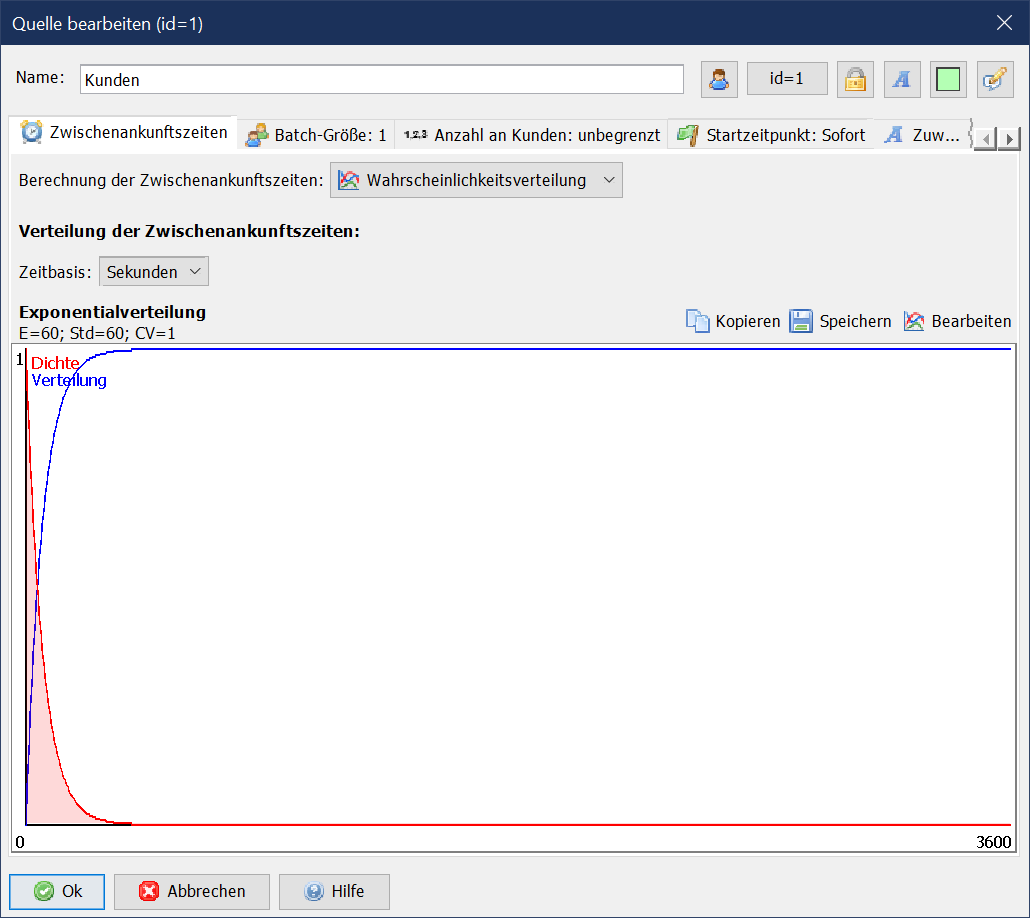 Quelle bearbeiten (id=1)
Name: Kunden id=1
Zwischenankunftszeiten Batch-Größe: 1 1.2.3 Anzahl an Kunden: unbegrenzt Startzeitpunkt: Sofort A Zuw...
Berechnung der Zwischenankunftszeiten: Wahrscheinlichkeitsverteilung
Verteilung der Zwischenankunftszeiten:
Zeitbasis: Sekunden
Exponentialverteilung
E=60; Std=60; CV=1
Kopieren Speichern Bearbeiten
1
Dichte
Verteilung
0 3600
Ok Abbrechen Hilfe